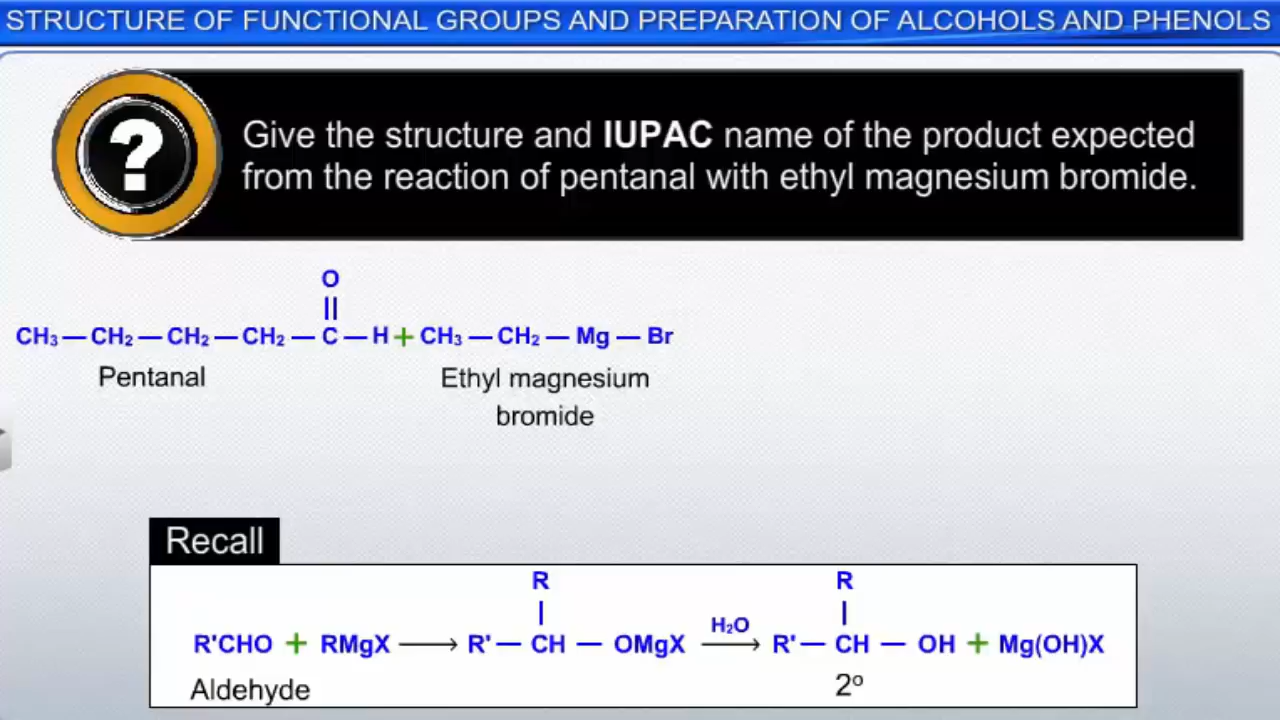 STRUCTURE OF FUNCTIONAL GROUPS AND PREPARATION OF ALCOHOLS AND PHENOLS
?
Give the structure and IUPAC name of the product expected
from the reaction of pentanal with ethyl magnesium bromide.
O
||
CH₃ — CH₂ — CH₂ — CH₂ — C — H + CH₃ — CH₂ — Mg — Br
Pentanal Ethyl magnesium
bromide
Recall
R R
| |
R'CHO + RMgX ⟶ R' — CH — OMgX H₂O ⟶ R' — CH — OH + Mg(OH)X
Aldehyde 2º